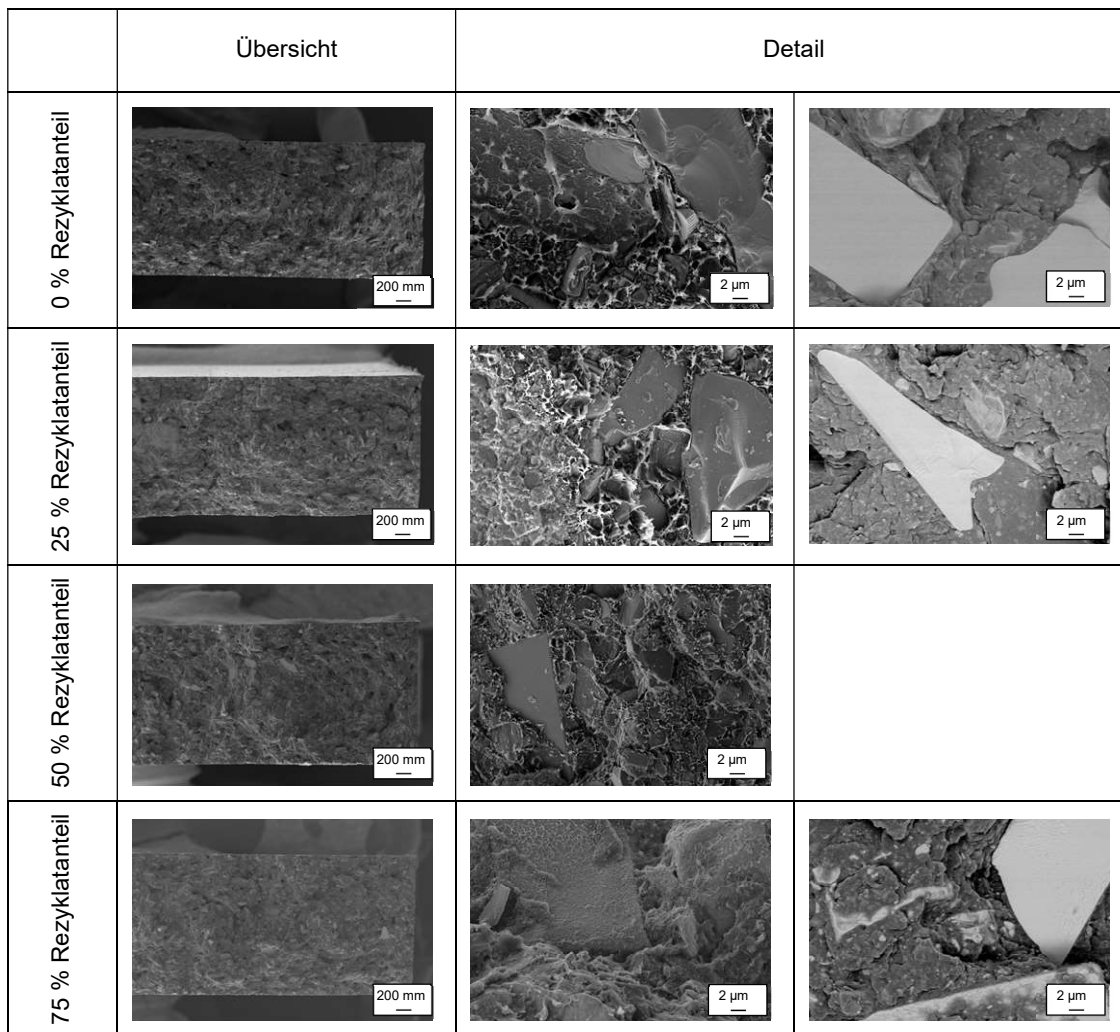 Übersicht
Detail
0 % Rezyklatanteil
200 mm
2 µm
2 µm
25 % Rezyklatanteil
200 mm
2 µm
2 µm
50 % Rezyklatanteil
200 mm
2 µm
75 % Rezyklatanteil
200 mm
2 µm
2 µm